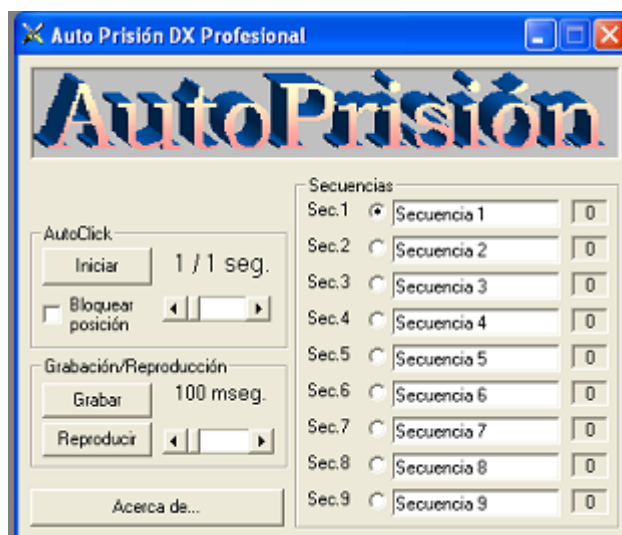 Auto Prisión DX Profesional
AutoPrisión
AutoClick
Iniciar
1 / 1 seg.
Bloquear
posición
Grabación/Reproducción
Grabar
100 mseg.
Reproducir
Acerca de...
Secuencias
Sec.1 Secuencia 1 0
Sec.2 Secuencia 2 0
Sec.3 Secuencia 3 0
Sec.4 Secuencia 4 0
Sec.5 Secuencia 5 0
Sec.6 Secuencia 6 0
Sec.7 Secuencia 7 0
Sec.8 Secuencia 8 0
Sec.9 Secuencia 9 0